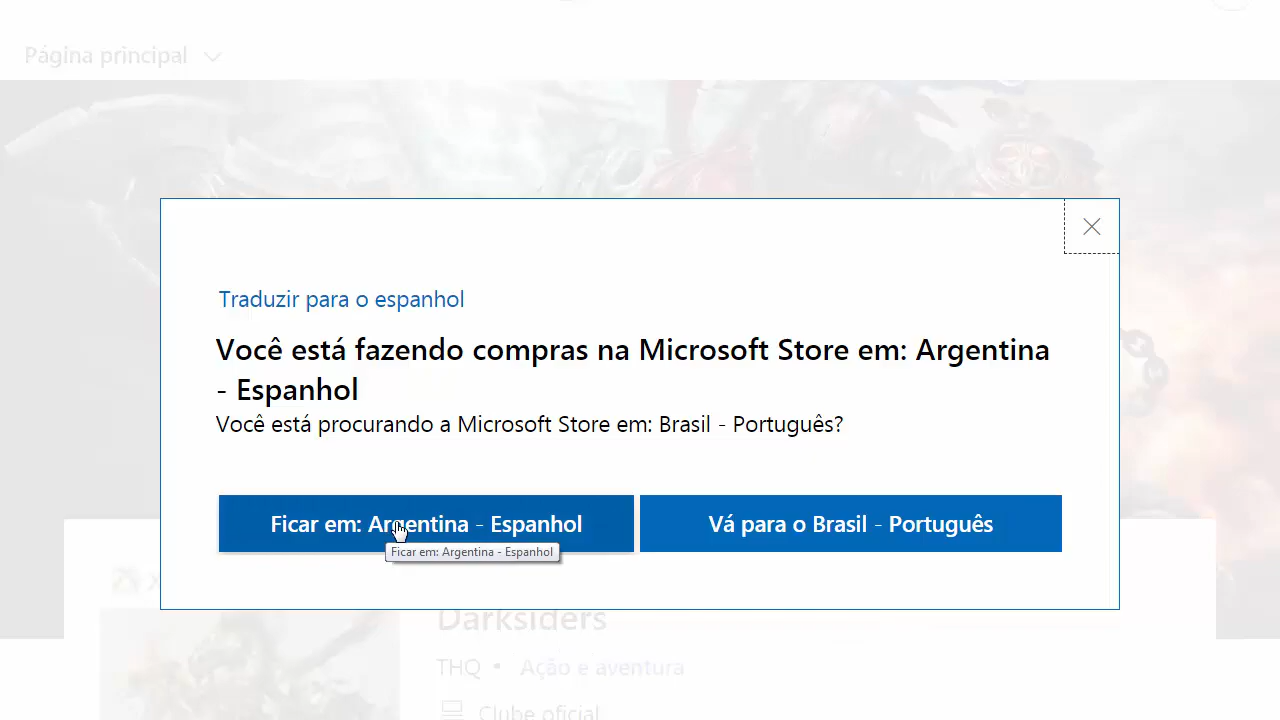 Página principal
Traduzir para o espanhol
Você está fazendo compras na Microsoft Store em: Argentina
- Espanhol
Você está procurando a Microsoft Store em: Brasil - Português?
Ficar em: Argentina - Espanhol
Vá para o Brasil - Português
Ficar em: Argentina - Espanhol
Darksiders
THQ • Ação e aventura
Clube oficial